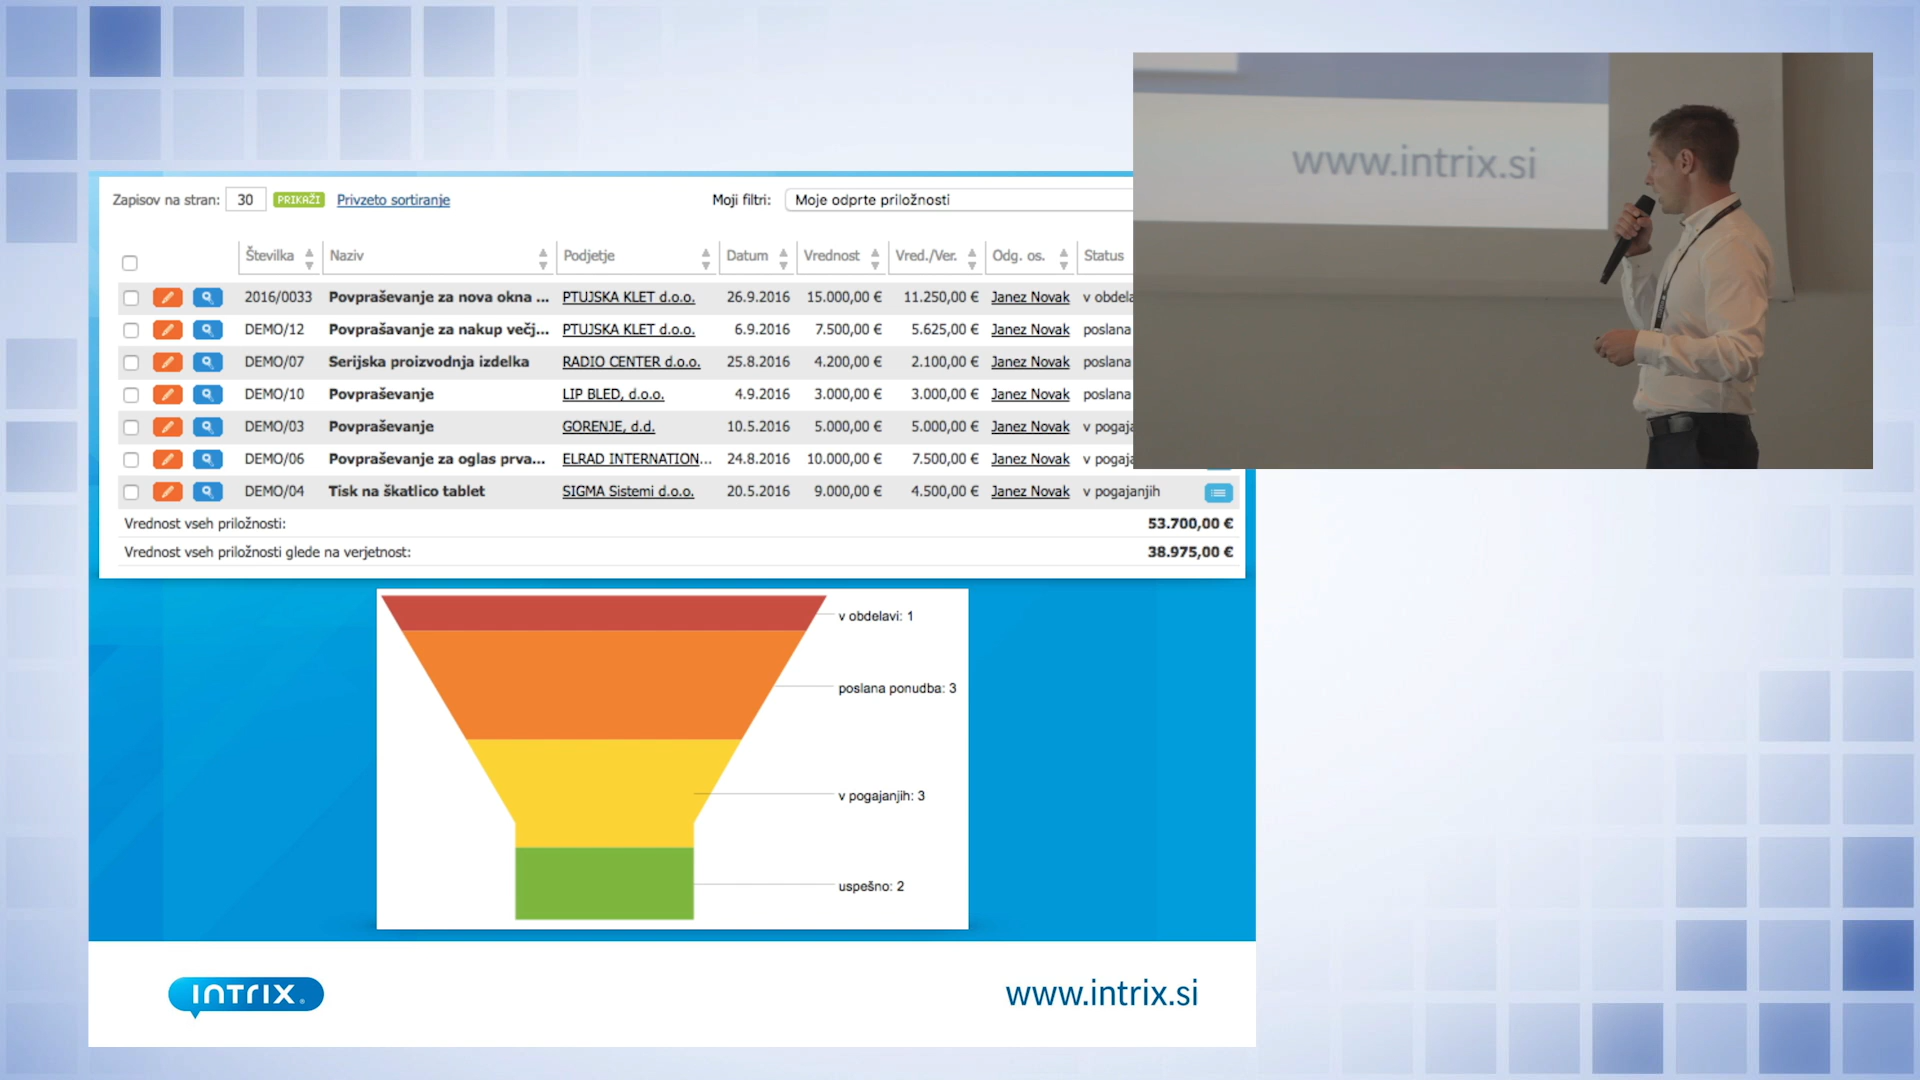 Zapisov na stran: 30 PRIKAŽI Privzeto sortiranje Moji filtri: Moje odprte priložnosti
Številka Naziv Podjetje Datum Vrednost Vred./Ver. Odg. os. Status
2016/0033 Povpraševanje za nova okna ... PTUJSKA KLET d.o.o. 26.9.2016 15.000,00 € 11.250,00 € Janez Novak v obdela
DEMO/12 Povprašavanje za nakup večj... PTUJSKA KLET d.o.o. 6.9.2016 7.500,00 € 5.625,00 € Janez Novak poslana
DEMO/07 Serijska proizvodnja izdelka RADIO CENTER d.o.o. 25.8.2016 4.200,00 € 2.100,00 € Janez Novak poslana
DEMO/10 Povpraševanje LIP BLED, d.o.o. 4.9.2016 3.000,00 € 3.000,00 € Janez Novak poslana
DEMO/03 Povpraševanje GORENJE, d.d. 10.5.2016 5.000,00 € 5.000,00 € Janez Novak v pogaja
DEMO/06 Povpraševanje za oglas prva... ELRAD INTERNATION... 24.8.2016 10.000,00 € 7.500,00 € Janez Novak v pogaja
DEMO/04 Tisk na škatlico tablet SIGMA Sistemi d.o.o. 20.5.2016 9.000,00 € 4.500,00 € Janez Novak v pogajanjih
Vrednost vseh priložnosti: 53.700,00 €
Vrednost vseh priložnosti glede na verjetnost: 38.975,00 €
www.intrix.si
v obdelavi: 1
poslana ponudba: 3
v pogajanjih: 3
uspešno: 2
INTRIX
www.intrix.si